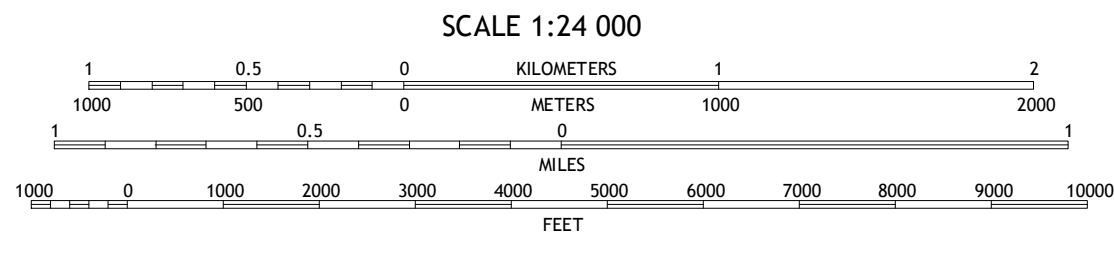 SCALE 1:24 000
1 0.5 0 KILOMETERS 1 2
1000 500 0 METERS 1000 2000
1 0.5 0 1
MILES
1000 0 1000 2000 3000 4000 5000 6000 7000 8000 9000 10000
FEET